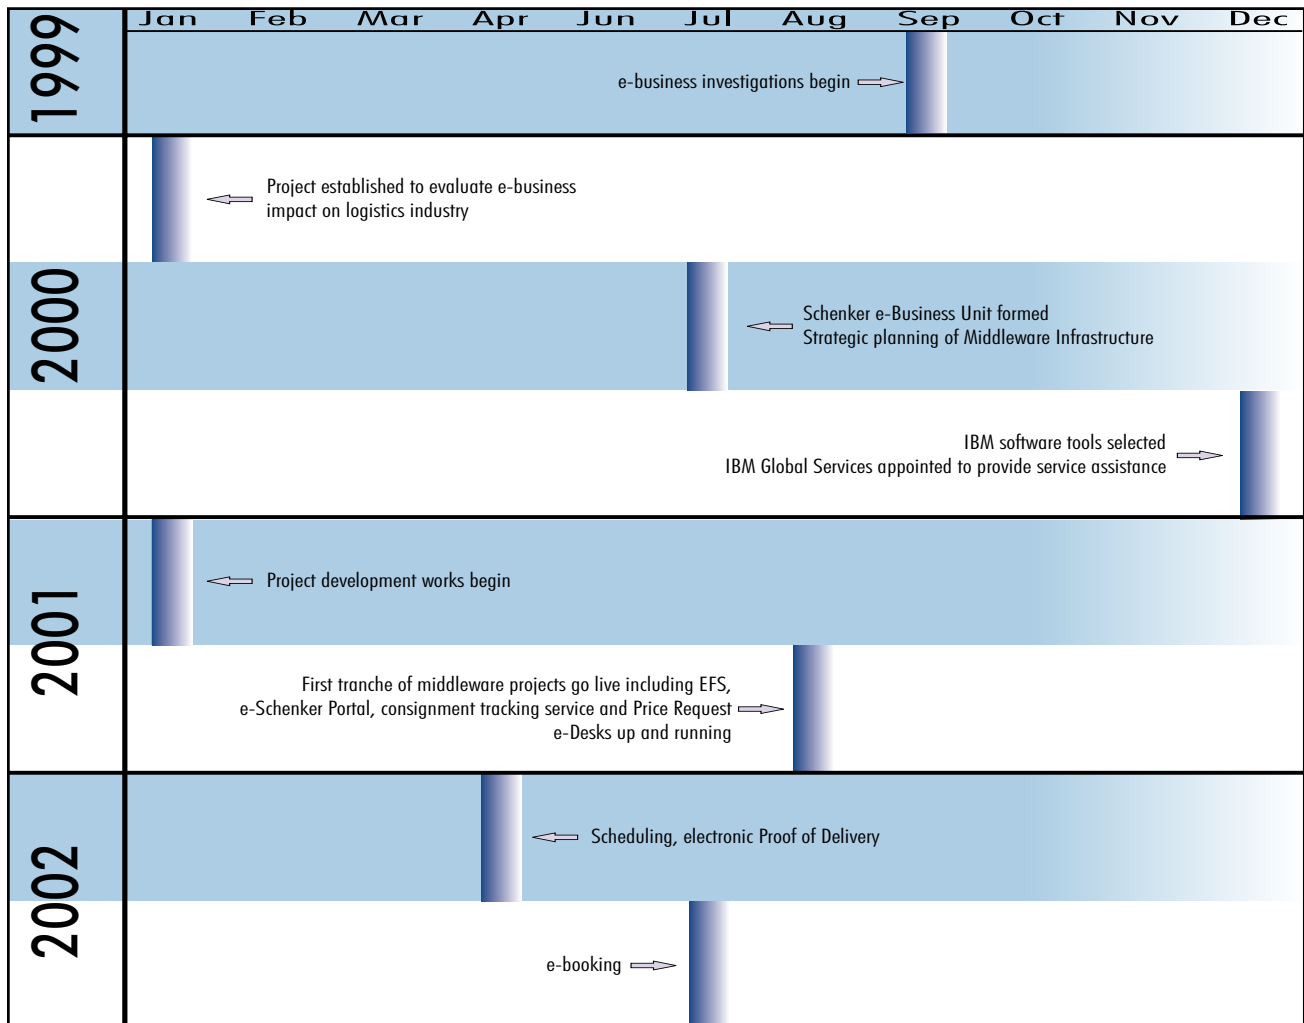 Jan Feb Mar Apr Jun Jul Aug Sep Oct Nov Dec
1999
e-business investigations begin
2000
Project established to evaluate e-business
impact on logistics industry
Schenker e-Business Unit formed
Strategic planning of Middleware Infrastructure
IBM software tools selected
IBM Global Services appointed to provide service assistance
2001
Project development works begin
First tranche of middleware projects go live including EFS,
e-Schenker Portal, consignment tracking service and Price Request
e-Desks up and running
2002
Scheduling, electronic Proof of Delivery
e-booking